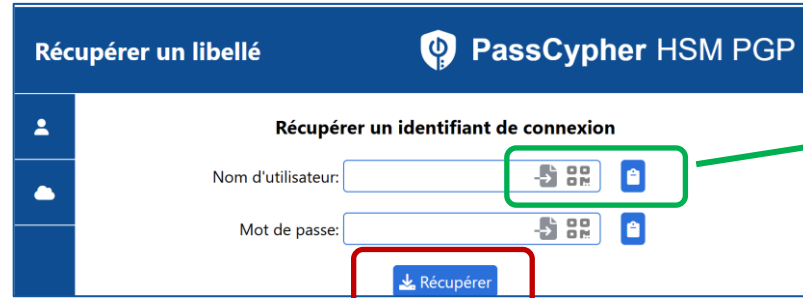 Récupérer un libellé
PassCypher HSM PGP
Récupérer un identifiant de connexion
Nom d'utilisateur:
Mot de passe:
Récupérer